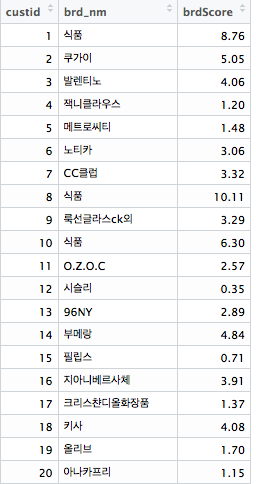 custid brd_nm brdScore
1 식품 8.76
2 쿠가이 5.05
3 발렌티노 4.06
4 잭니클라우스 1.20
5 메트로씨티 1.48
6 노티카 3.06
7 CC클럽 3.32
8 식품 10.11
9 룩선글라스ck외 3.29
10 식품 6.30
11 O.Z.O.C 2.57
12 시슬리 0.35
13 96NY 2.89
14 부메랑 4.84
15 필립스 0.71
16 지아니베르사체 3.91
17 크리스챤디올화장품 1.37
18 키사 4.08
19 올리브 1.70
20 아나카프리 1.15